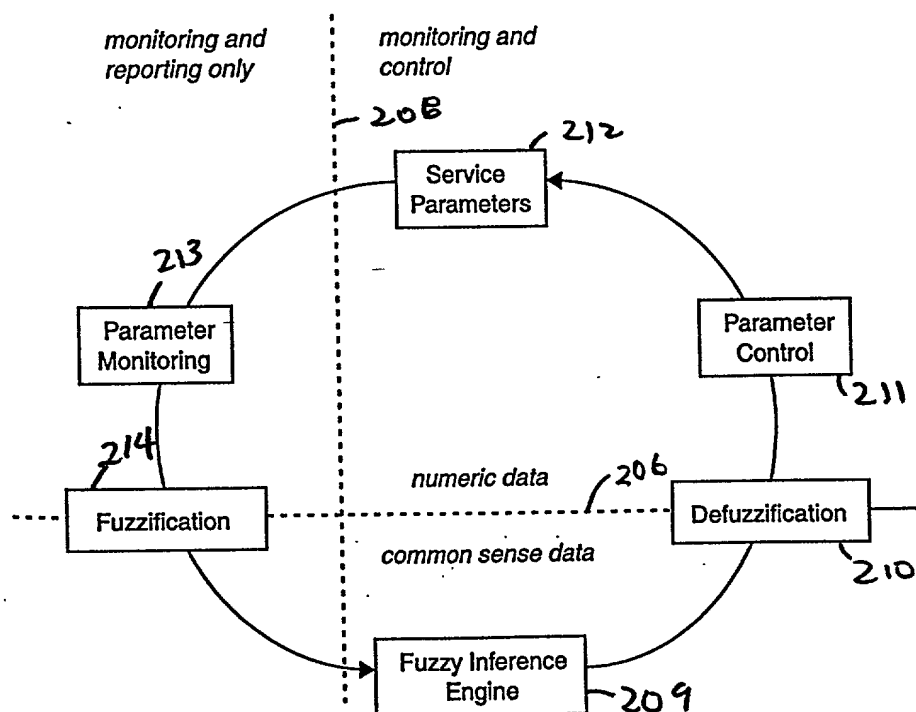 monitoring and
reporting only
monitoring and
control
208
212
Service
Parameters
213
Parameter
Monitoring
Parameter
Control
211
214
numeric data
206
Fuzzification
Defuzzification
common sense data
210
Fuzzy Inference
Engine
209